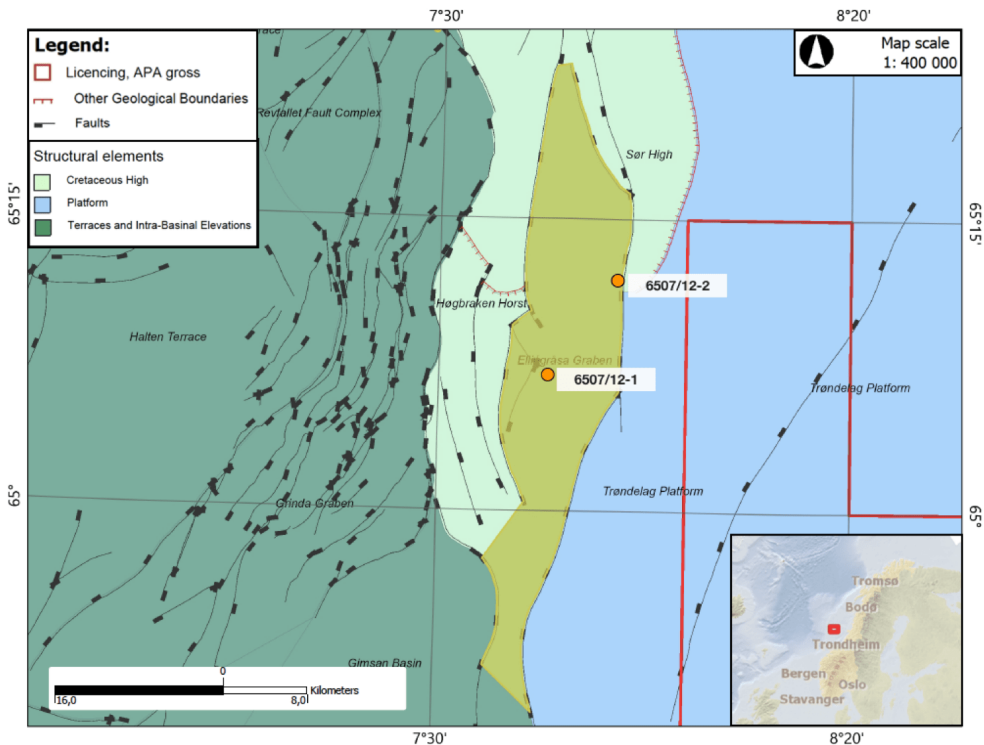 7°30'
8°20'
Legend:
Licencing, APA gross
Other Geological Boundaries
Faults
Structural elements
Cretaceous High
Platform
Terraces and Intra-Basinal Elevations
Map scale
1: 400 000
race
Revfallet Fault Complex
Sør High
65°15'
65°15'
6507/12-2
Høgbraken Horst
Halten Terrace
Ellingråsa Graben
6507/12-1
Trøndelag Platform
Trøndelag Platform
65°
65°
Grinda Graben
Gimsan Basin
0
Kilometers
16,0
8,0
Tromsø
Bodø
Trondheim
Bergen
Oslo
Stavanger
7°30'
8°20'